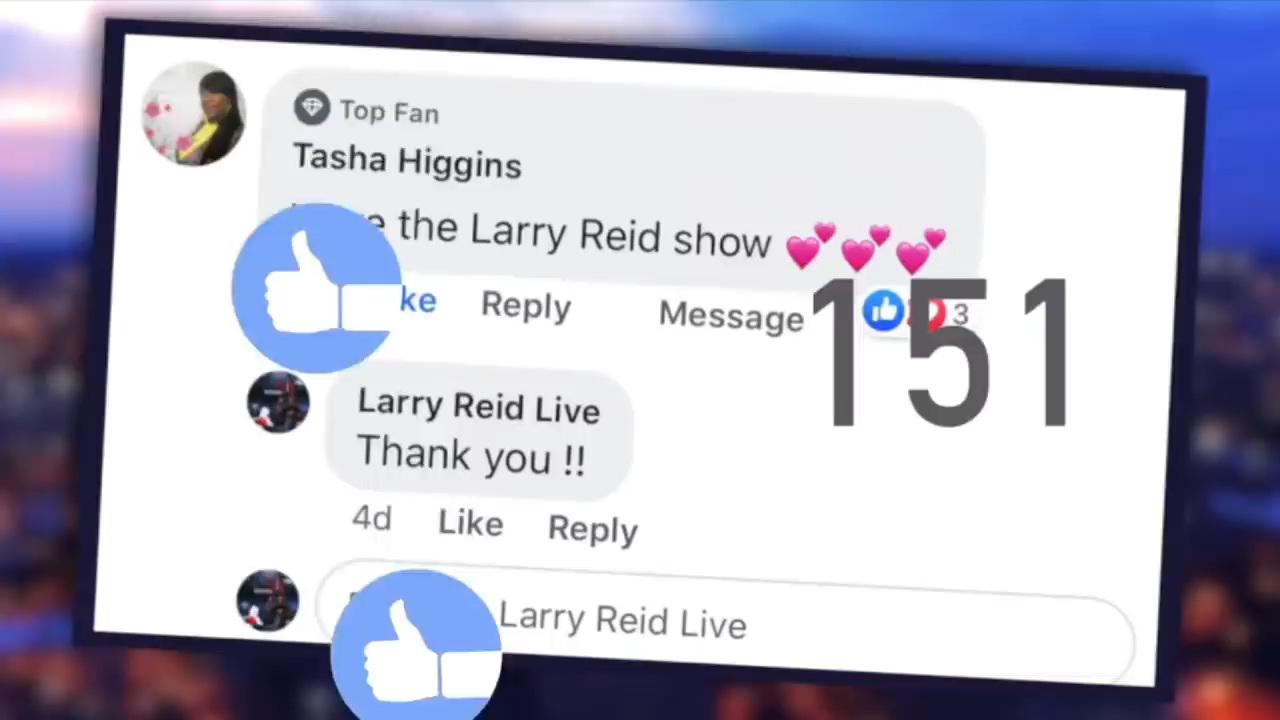 Top Fan
Tasha Higgins
the Larry Reid show
Reply Message 3
151
Larry Reid Live
Thank you !!
4d Like Reply
Larry Reid Live